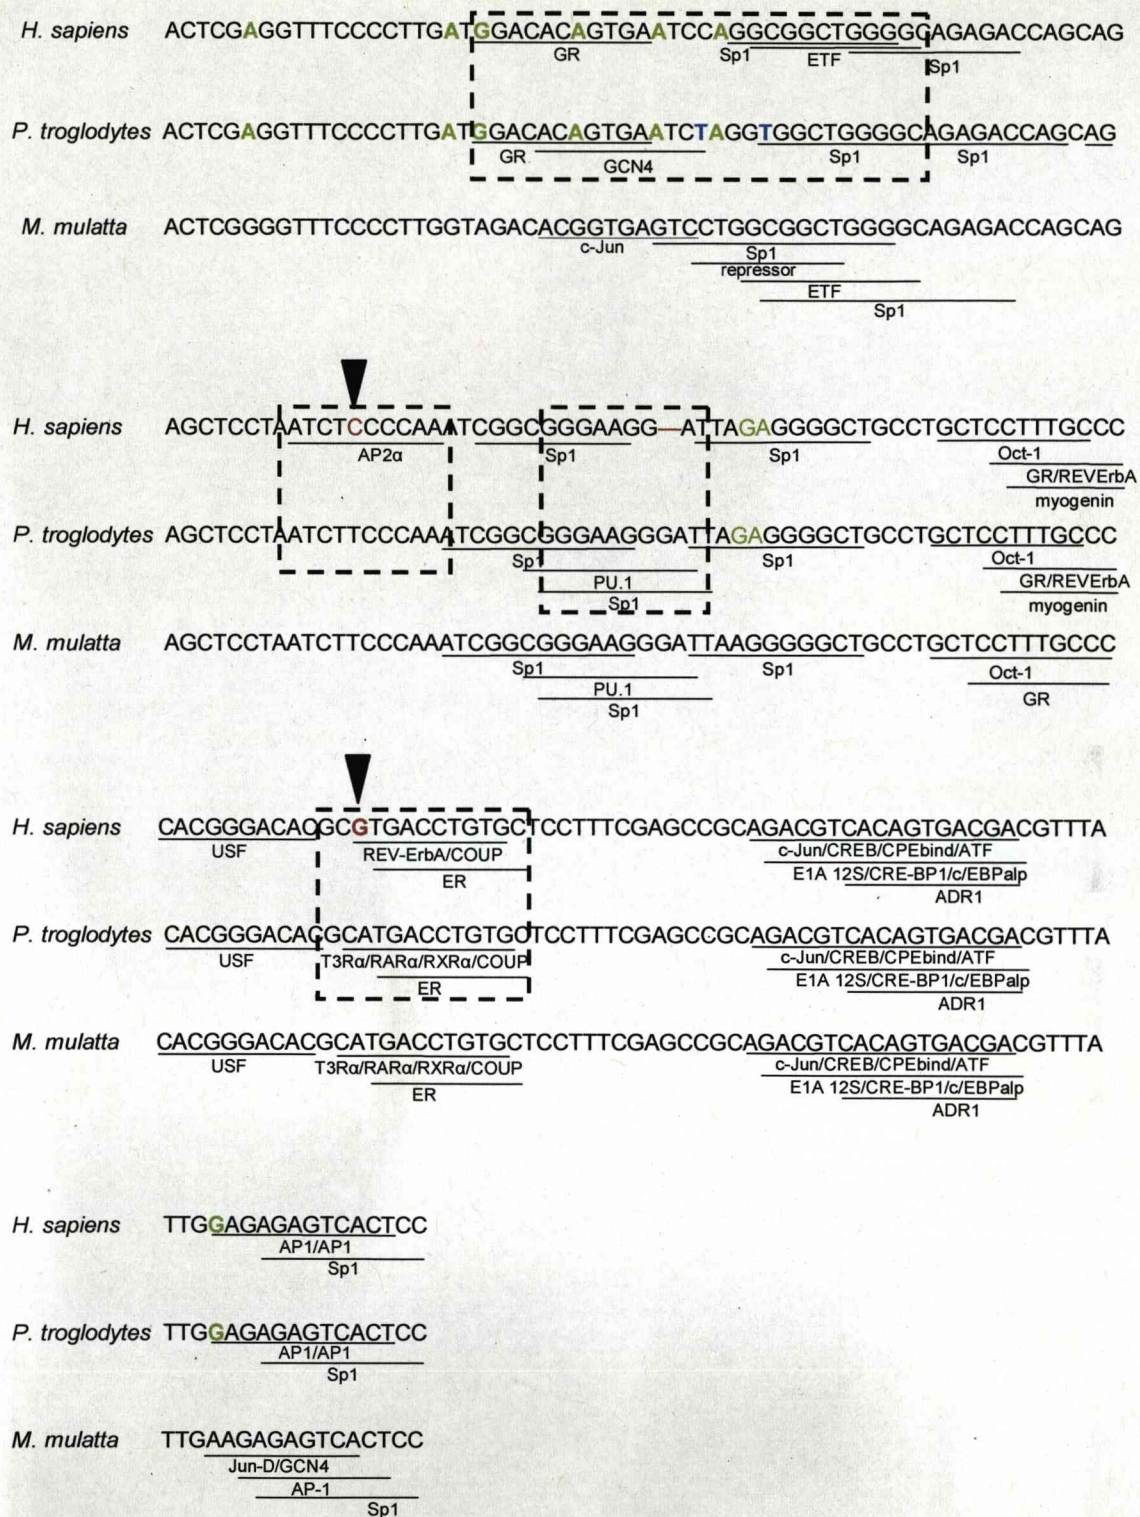 H. sapiens ACTCGAGGTTTCCCCTTGATGGACACAGTGAATCCAGGCGGCTGGGGCAGAGACCAGCAG
GR Sp1 ETF Sp1
P. troglodytes ACTCGAGGTTTCCCCTTGATGGACACAGTGAATCTAGGTGGCTGGGGCAGAGACCAGCAG
GR Sp1 Sp1
GCN4
M. mulatta ACTCGGGGTTTCCCCTTGGTAGACACGGTGAGTCCTGGCGGCTGGGGCAGAGACCAGCAG
c-Jun Sp1
repressor
ETF
Sp1
H. sapiens AGCTCCTAATCTCCCCAAATCGGCGGGAAGG—ATTAGAGGGGCTGCCTGCTCCTTTGCCC
AP2α Sp1 Sp1 Oct-1
GR/REVErbA
myogenin
P. troglodytes AGCTCCTAATCTTCCCAAATCGGCGGGAAGGGATTAGAGGGGCTGCCTGCTCCTTTGCCC
Sp1 Sp1 Oct-1
PU.1 GR/REVErbA
Sp1 myogenin
M. mulatta AGCTCCTAATCTTCCCAAATCGGCGGGAAGGGATTAAGGGGGCTGCCTGCTCCTTTGCCC
Sp1 Sp1 Oct-1
PU.1 GR
Sp1
H. sapiens CACGGGACACGCGTGACCTGTGCTCCTTTCGAGCCGCAGACGTCACAGTGACGACGTTTA
USF REV-ErbA/COUP c-Jun/CREB/CPEbind/ATF
ER E1A 12S/CRE-BP1/c/EBPalp
ADR1
P. troglodytes CACGGGACACGCATGACCTGTGCTCCTTTCGAGCCGCAGACGTCACAGTGACGACGTTTA
USF T3Rα/RARα/RXRα/COUP c-Jun/CREB/CPEbind/ATF
ER E1A 12S/CRE-BP1/c/EBPalp
ADR1
M. mulatta CACGGGACACGCATGACCTGTGCTCCTTTCGAGCCGCAGACGTCACAGTGACGACGTTTA
USF T3Rα/RARα/RXRα/COUP c-Jun/CREB/CPEbind/ATF
ER E1A 12S/CRE-BP1/c/EBPalp
ADR1
H. sapiens TTGGAGAGAGTCACTCC
AP1/AP1
Sp1
P. troglodytes TTGGAGAGAGTCACTCC
AP1/AP1
Sp1
M. mulatta TTGAAGAGAGTCACTCC
Jun-D/GCN4
AP-1
Sp1